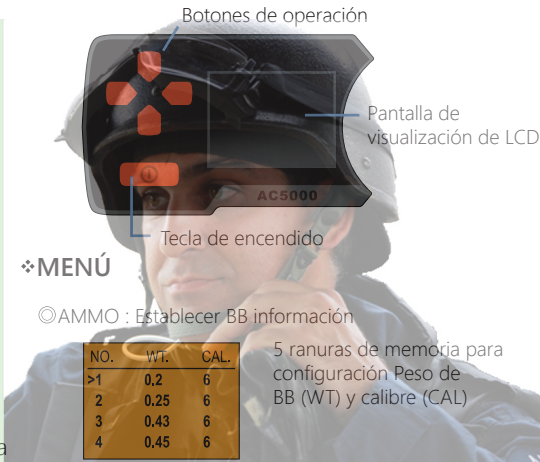 Botones de operación
Pantalla de
visualización de LCD
AC5000
Tecla de encendido
❖MENÚ
◎AMMO : Establecer BB información
NO. WT. CAL.
>1 0.2 6
2 0.25 6
3 0.43 6
4 0.45 6
5 ranuras de memoria para
configuración Peso de
BB (WT) y calibre (CAL)
a